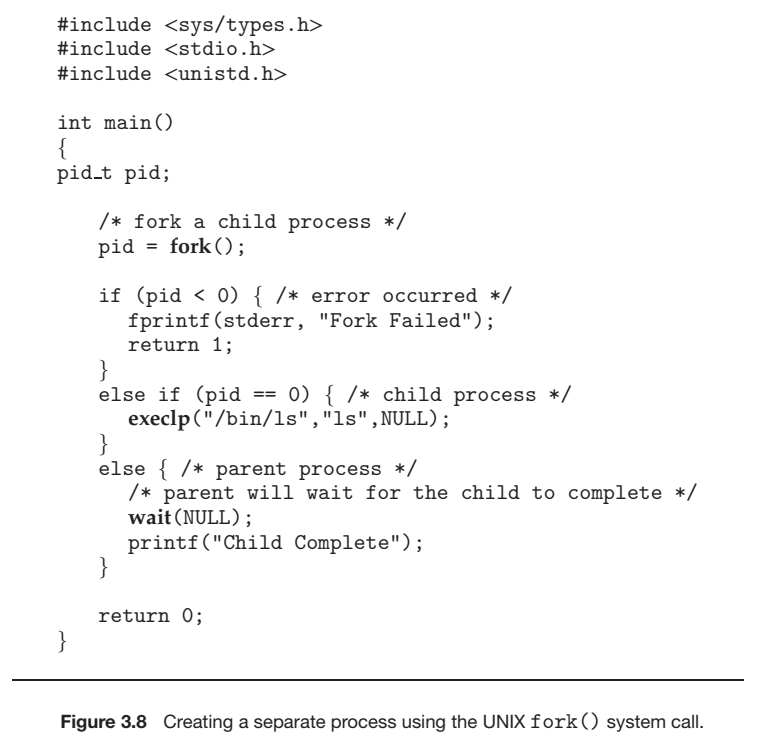 #include <sys/types.h>
#include <stdio.h>
#include <unistd.h>
int main()
{
pid_t pid;
/* fork a child process */
pid = fork();
if (pid < 0) { /* error occurred */
fprintf(stderr, "Fork Failed");
return 1;
}
else if (pid == 0) { /* child process */
execlp("/bin/ls","ls",NULL);
}
else { /* parent process */
/* parent will wait for the child to complete */
wait(NULL);
printf("Child Complete");
}
return 0;
}
Figure 3.8 Creating a separate process using the UNIX fork() system call.